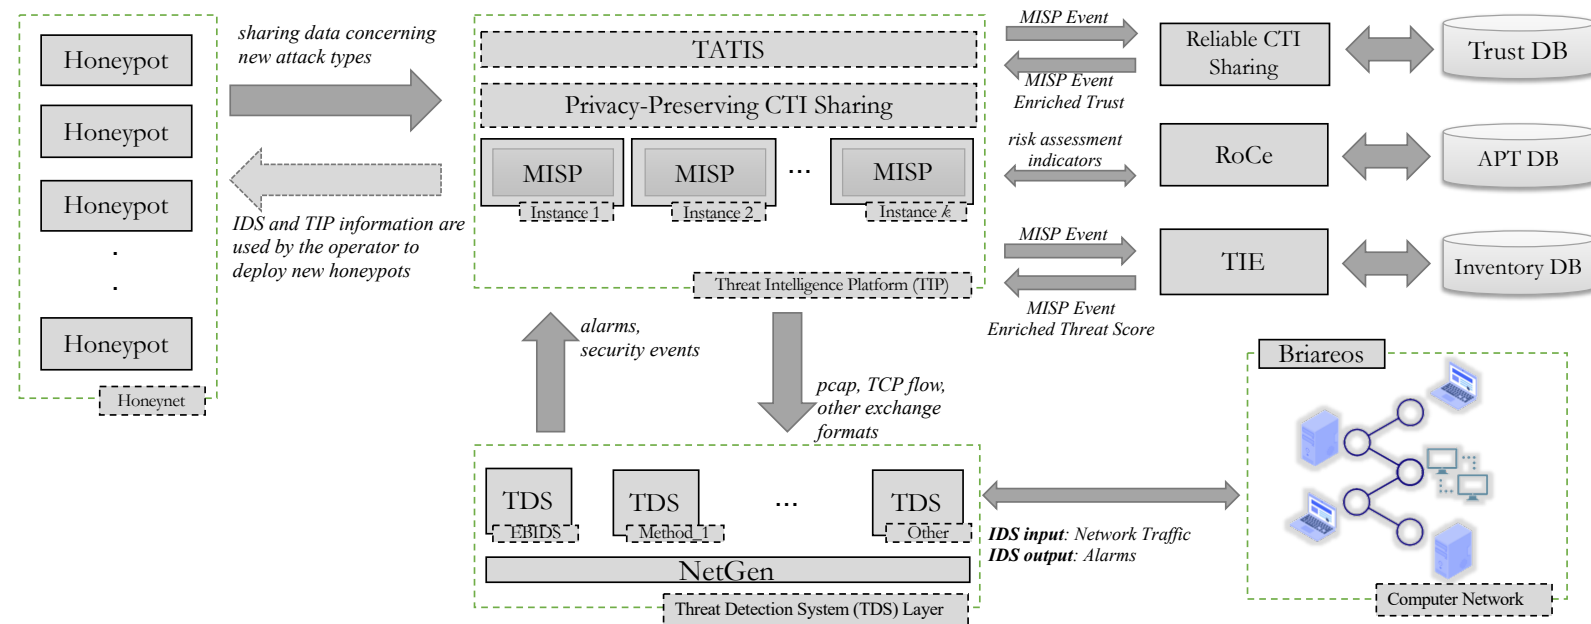 Honeypot
Honeypot
Honeypot
.
.
Honeypot
Honeynet
sharing data concerning
new attack types
IDS and TIP information are
used by the operator to
deploy new honeypots
TATIS
Privacy-Preserving CTI Sharing
MISP
Instance 1
MISP
Instance 2
...
MISP
Instance k
Threat Intelligence Platform (TIP)
MISP Event
MISP Event
Enriched Trust
Reliable CTI
Sharing
Trust DB
risk assessment
indicators
RoCe
APT DB
MISP Event
MISP Event
Enriched Threat Score
TIE
Inventory DB
alarms,
security events
pcap, TCP flow,
other exchange
formats
TDS
EBIDS
TDS
Method_1
...
TDS
Other
NetGen
Threat Detection System (TDS) Layer
IDS input: Network Traffic
IDS output: Alarms
Briareos
Computer Network